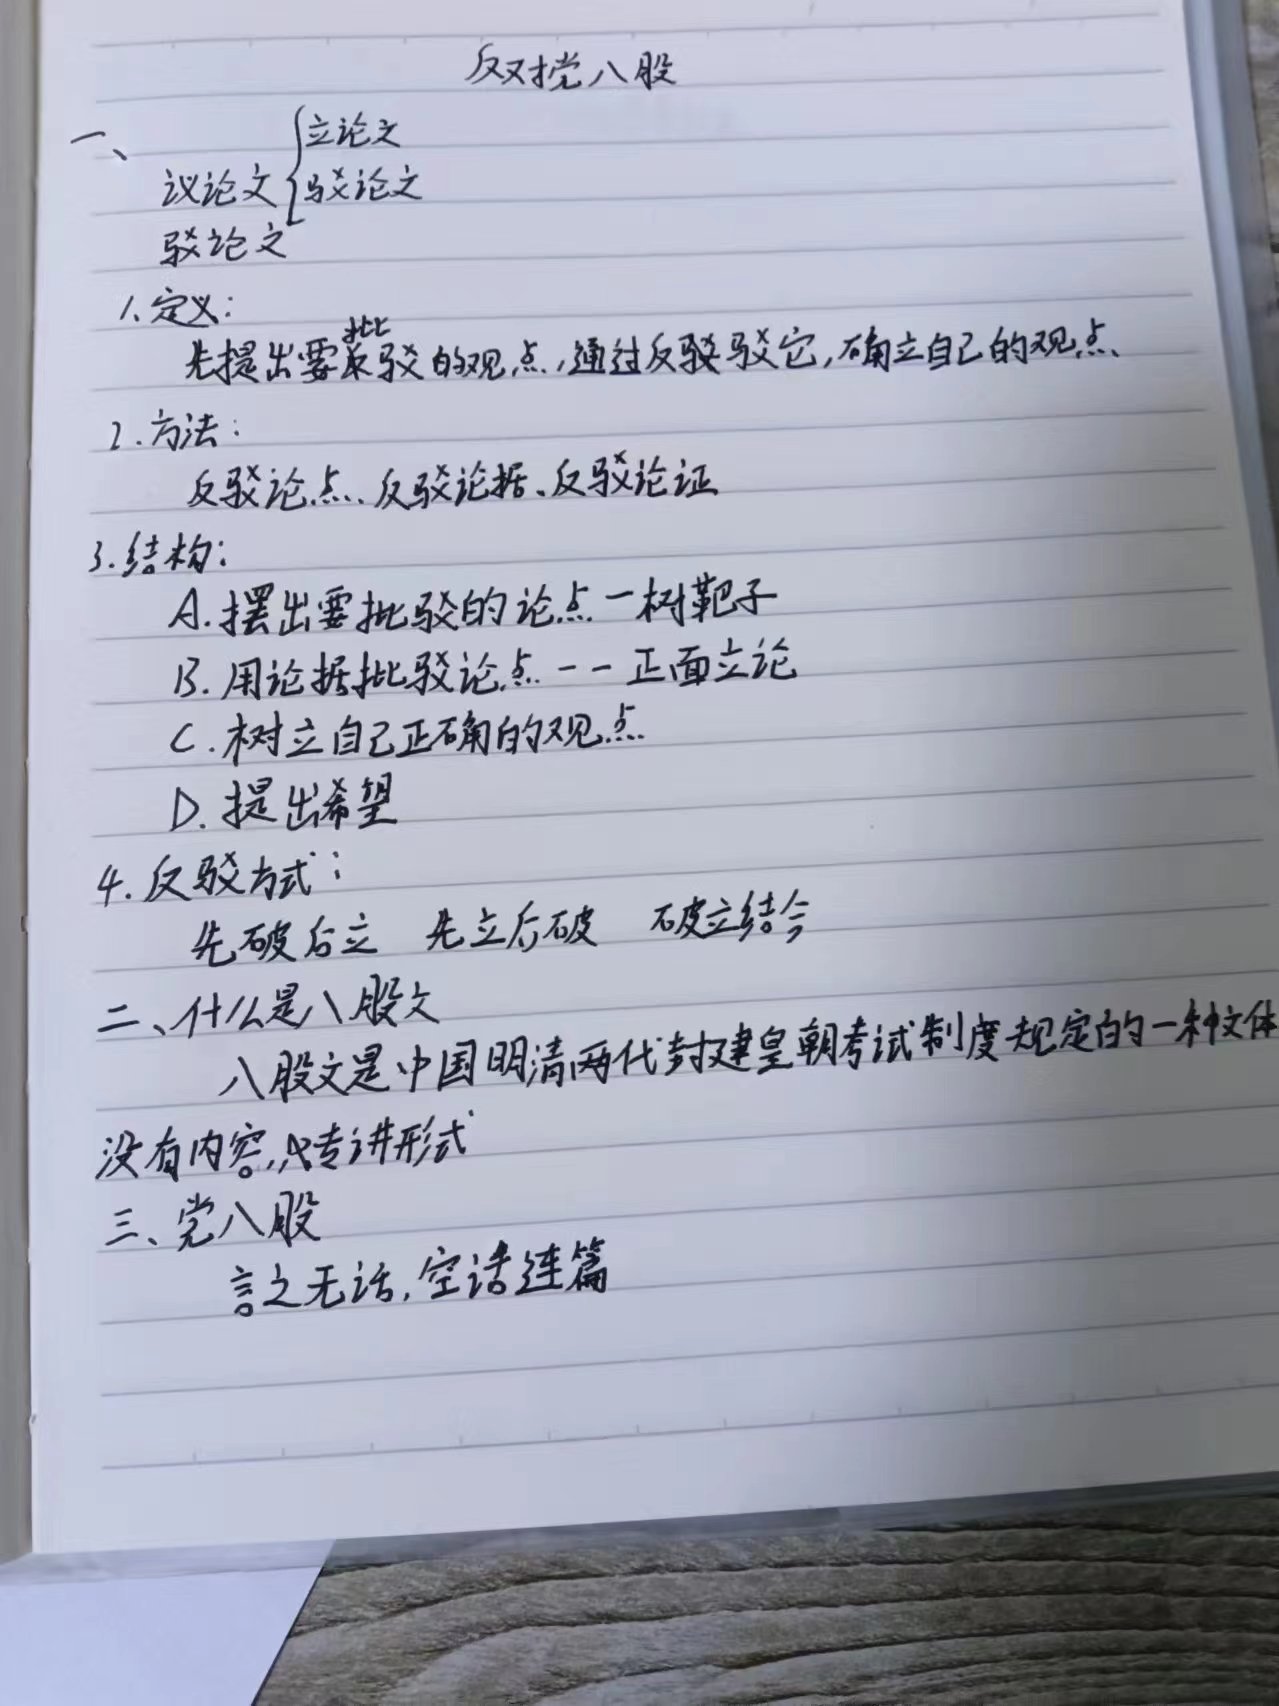 反对党八股
一、
立论文
议论文
驳论文
驳论文
1.定义:
批
先提出要反驳的观点,通过反驳驳它,确立自己的观点、
2.方法:
反驳论点、反驳论据、反驳论证
3.结构:
A.摆出要批驳的论点一树靶子
B.用论据批驳论点--正面立论
C.树立自己正确的观点
D.提出希望
4.反驳方式:
先破后立 先立后破 破立结合
二、什么是八股文
八股文是中国明清两代封建皇朝考试制度规定的一种文体
没有内容,专讲形式
三、党八股
言之无话,空话连篇